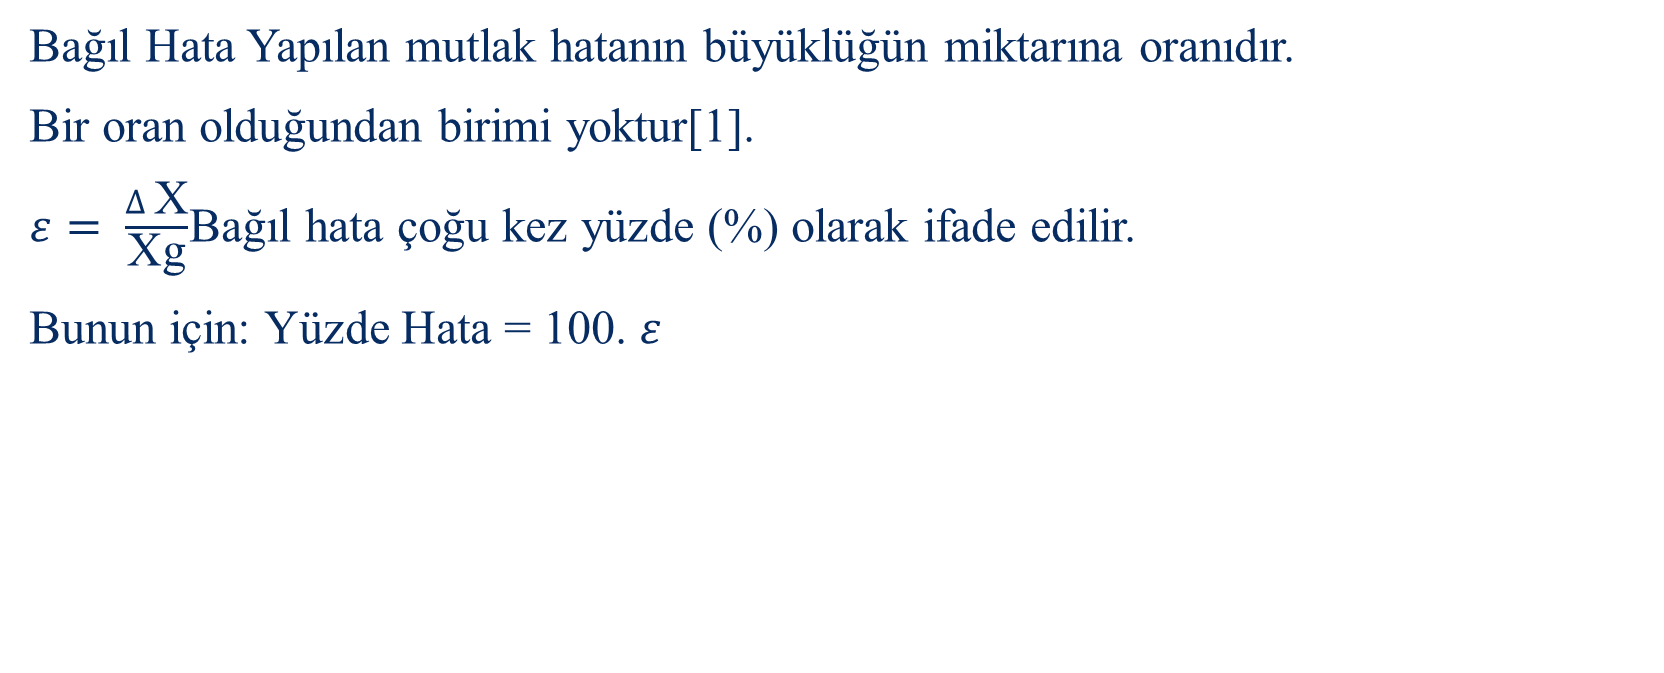 Bağıl Hata Yapılan mutlak hatanın büyüklüğün miktarına oranıdır.
Bir oran olduğundan birimi yoktur[1].
ε = Δ X / Xg Bağıl hata çoğu kez yüzde (%) olarak ifade edilir.
Bunun için: Yüzde Hata = 100. ε